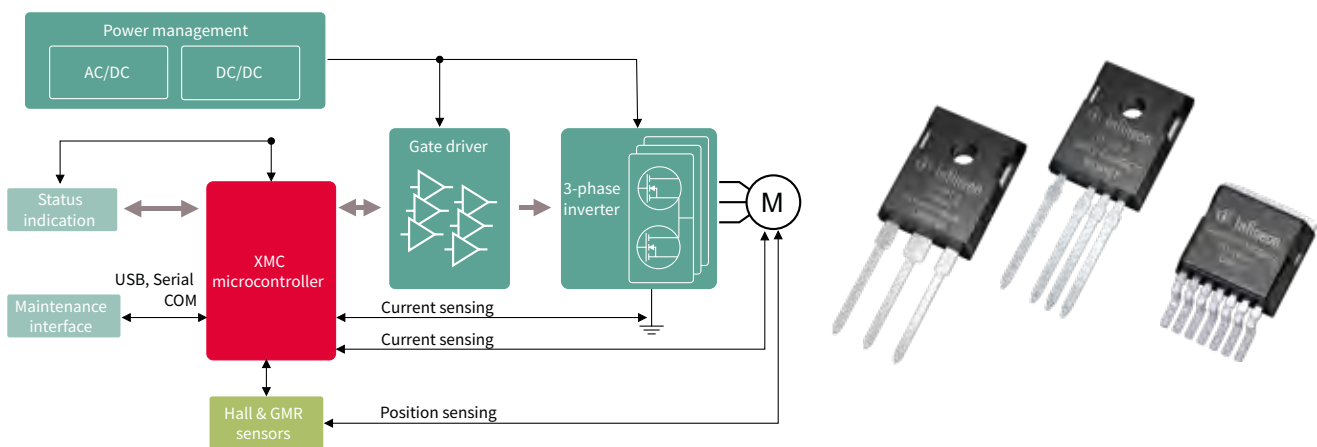 Power management
AC/DC
DC/DC
Gate driver
3-phase
inverter
M
Status
indication
XMC
microcontroller
USB, Serial
COM
Maintenance
interface
Current sensing
Current sensing
Hall & GMR
sensors
Position sensing
Infineon
Infineon
Infineon